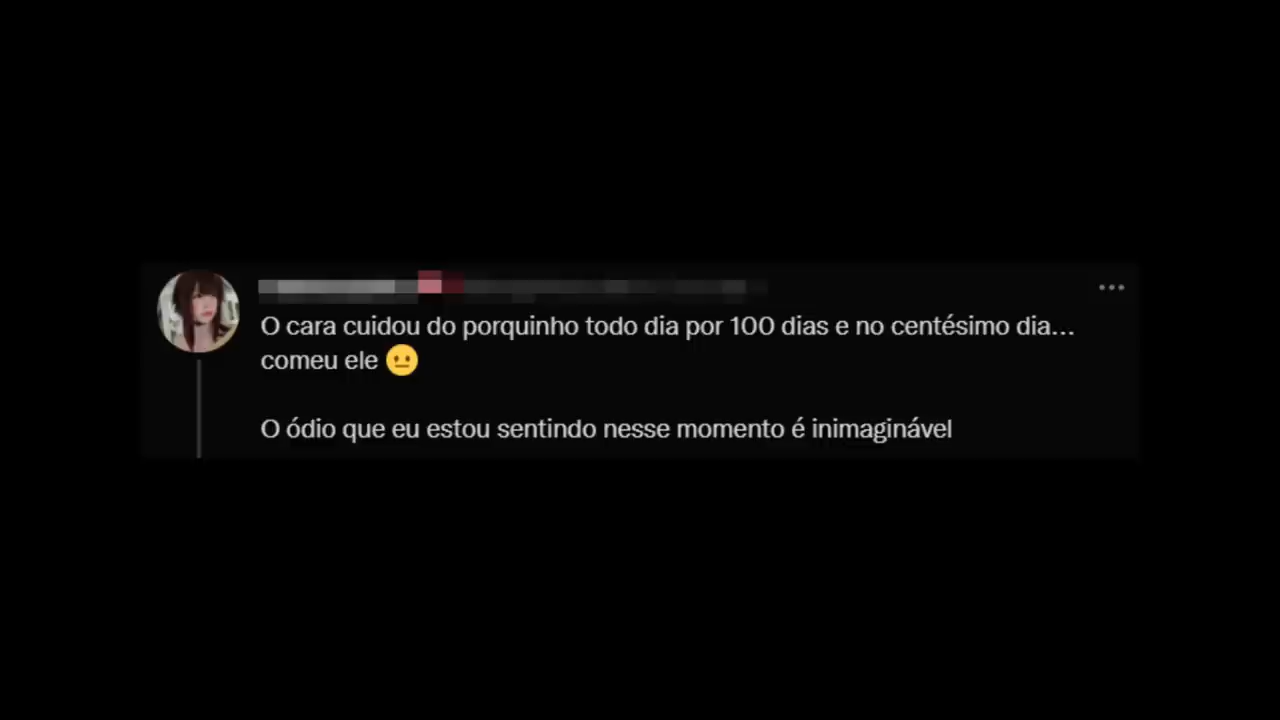 O cara cuidou do porquinho todo dia por 100 dias e no centésimo dia...
comeu ele 😐
O ódio que eu estou sentindo nesse momento é inimaginável